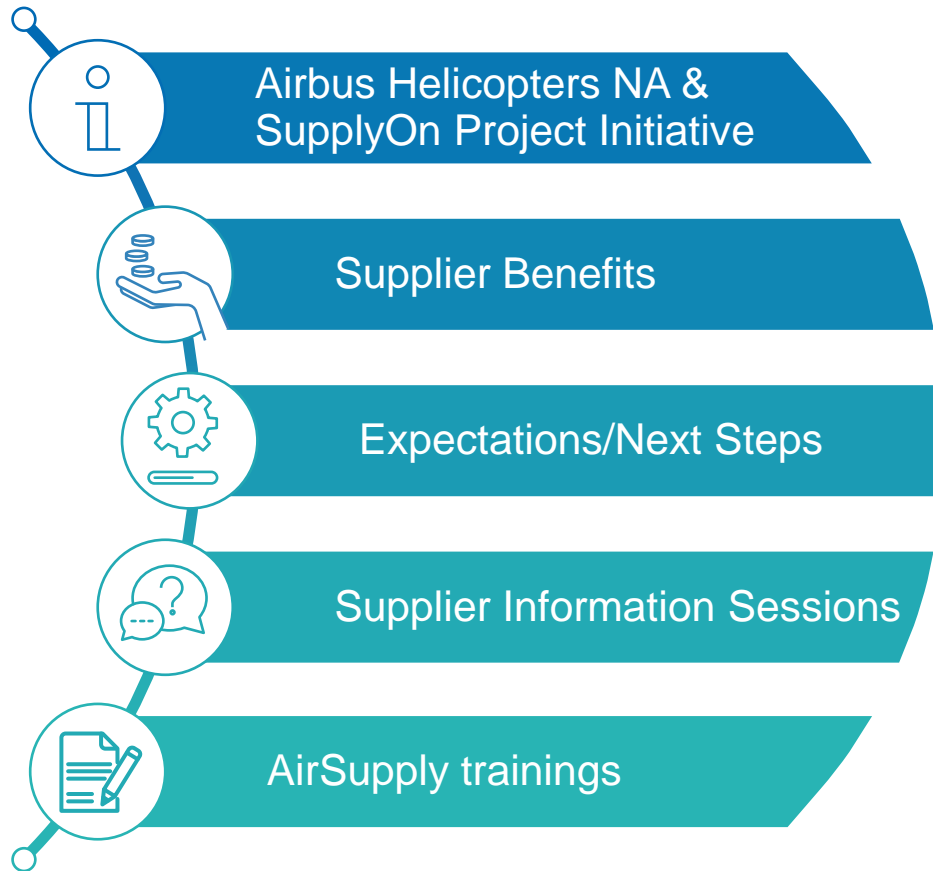 Airbus Helicopters NA &
SupplyOn Project Initiative
Supplier Benefits
Expectations/Next Steps
Supplier Information Sessions
AirSupply trainings